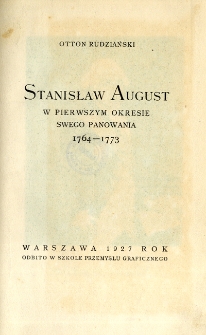 OTTON RUDZIAŃSKI
STANISŁAW AUGUST
W PIERWSZYM OKRESIE
SWEGO PANOWANIA
1764—1773
WARSZAWA 1927 ROK
ODBITO W SZKOLE PRZEMYSŁU GRAFICZNEGO